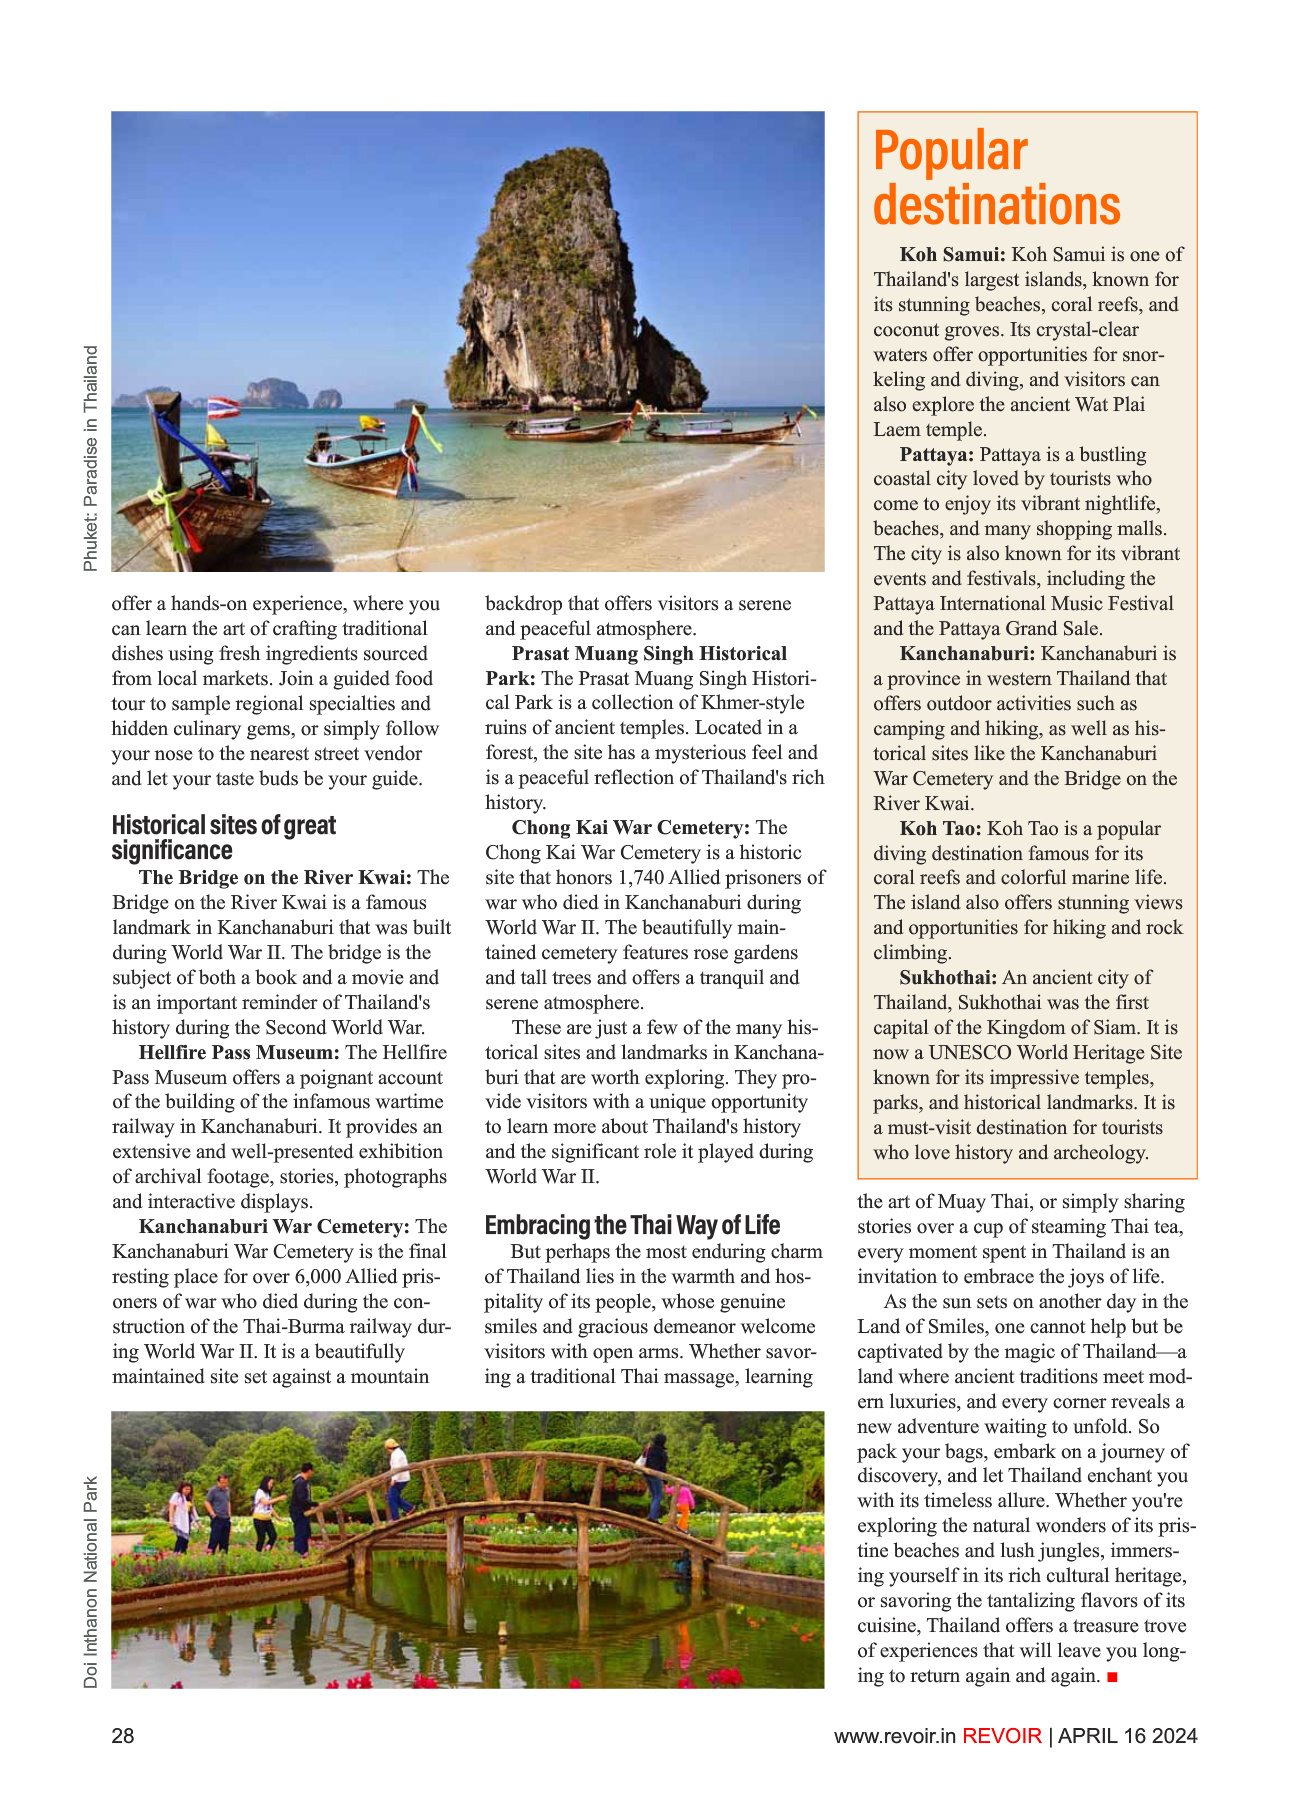 Phuket: Paradise in Thailand
offer a hands-on experience, where you
can learn the art of crafting traditional
dishes using fresh ingredients sourced
from local markets. Join a guided food
tour to sample regional specialties and
hidden culinary gems, or simply follow
your nose to the nearest street vendor
and let your taste buds be your guide.
Historical sites of great
significance
The Bridge on the River Kwai: The
Bridge on the River Kwai is a famous
landmark in Kanchanaburi that was built
during World War II. The bridge is the
subject of both a book and a movie and
is an important reminder of Thailand's
history during the Second World War.
Hellfire Pass Museum: The Hellfire
Pass Museum offers a poignant account
of the building of the infamous wartime
railway in Kanchanaburi. It provides an
extensive and well-presented exhibition
of archival footage, stories, photographs
and interactive displays.
Kanchanaburi War Cemetery: The
Kanchanaburi War Cemetery is the final
resting place for over 6,000 Allied pris-
oners of war who died during the con-
struction of the Thai-Burma railway dur-
ing World War II. It is a beautifully
maintained site set against a mountain
backdrop that offers visitors a serene
and peaceful atmosphere.
Prasat Muang Singh Historical
Park: The Prasat Muang Singh Histori-
cal Park is a collection of Khmer-style
ruins of ancient temples. Located in a
forest, the site has a mysterious feel and
is a peaceful reflection of Thailand's rich
history.
Chong Kai War Cemetery: The
Chong Kai War Cemetery is a historic
site that honors 1,740 Allied prisoners of
war who died in Kanchanaburi during
World War II. The beautifully main-
tained cemetery features rose gardens
and tall trees and offers a tranquil and
serene atmosphere.
These are just a few of the many his-
torical sites and landmarks in Kanchana-
buri that are worth exploring. They pro-
vide visitors with a unique opportunity
to learn more about Thailand's history
and the significant role it played during
World War II.
Embracing the Thai Way of Life
But perhaps the most enduring charm
of Thailand lies in the warmth and hos-
pitality of its people, whose genuine
smiles and gracious demeanor welcome
visitors with open arms. Whether savor-
ing a traditional Thai massage, learning
the art of Muay Thai, or simply sharing
stories over a cup of steaming Thai tea,
every moment spent in Thailand is an
invitation to embrace the joys of life.
As the sun sets on another day in the
Land of Smiles, one cannot help but be
captivated by the magic of Thailand—a
land where ancient traditions meet mod-
ern luxuries, and every corner reveals a
new adventure waiting to unfold. So
pack your bags, embark on a journey of
discovery, and let Thailand enchant you
with its timeless allure. Whether you're
exploring the natural wonders of its pris-
tine beaches and lush jungles, immers-
ing yourself in its rich cultural heritage,
or savoring the tantalizing flavors of its
cuisine, Thailand offers a treasure trove
of experiences that will leave you long-
ing to return again and again. ■
Popular
destinations
Koh Samui: Koh Samui is one of
Thailand's largest islands, known for
its stunning beaches, coral reefs, and
coconut groves. Its crystal-clear
waters offer opportunities for snor-
keling and diving, and visitors can
also explore the ancient Wat Plai
Laem temple.
Pattaya: Pattaya is a bustling
coastal city loved by tourists who
come to enjoy its vibrant nightlife,
beaches, and many shopping malls.
The city is also known for its vibrant
events and festivals, including the
Pattaya International Music Festival
and the Pattaya Grand Sale.
Kanchanaburi: Kanchanaburi is
a province in western Thailand that
offers outdoor activities such as
camping and hiking, as well as his-
torical sites like the Kanchanaburi
War Cemetery and the Bridge on the
River Kwai.
Koh Tao: Koh Tao is a popular
diving destination famous for its
coral reefs and colorful marine life.
The island also offers stunning views
and opportunities for hiking and rock
climbing.
Sukhothai: An ancient city of
Thailand, Sukhothai was the first
capital of the Kingdom of Siam. It is
now a UNESCO World Heritage Site
known for its impressive temples,
parks, and historical landmarks. It is
a must-visit destination for tourists
who love history and archeology.
Doi Inthanon National Park
28
www.revoir.in REVOIR | APRIL 16 2024